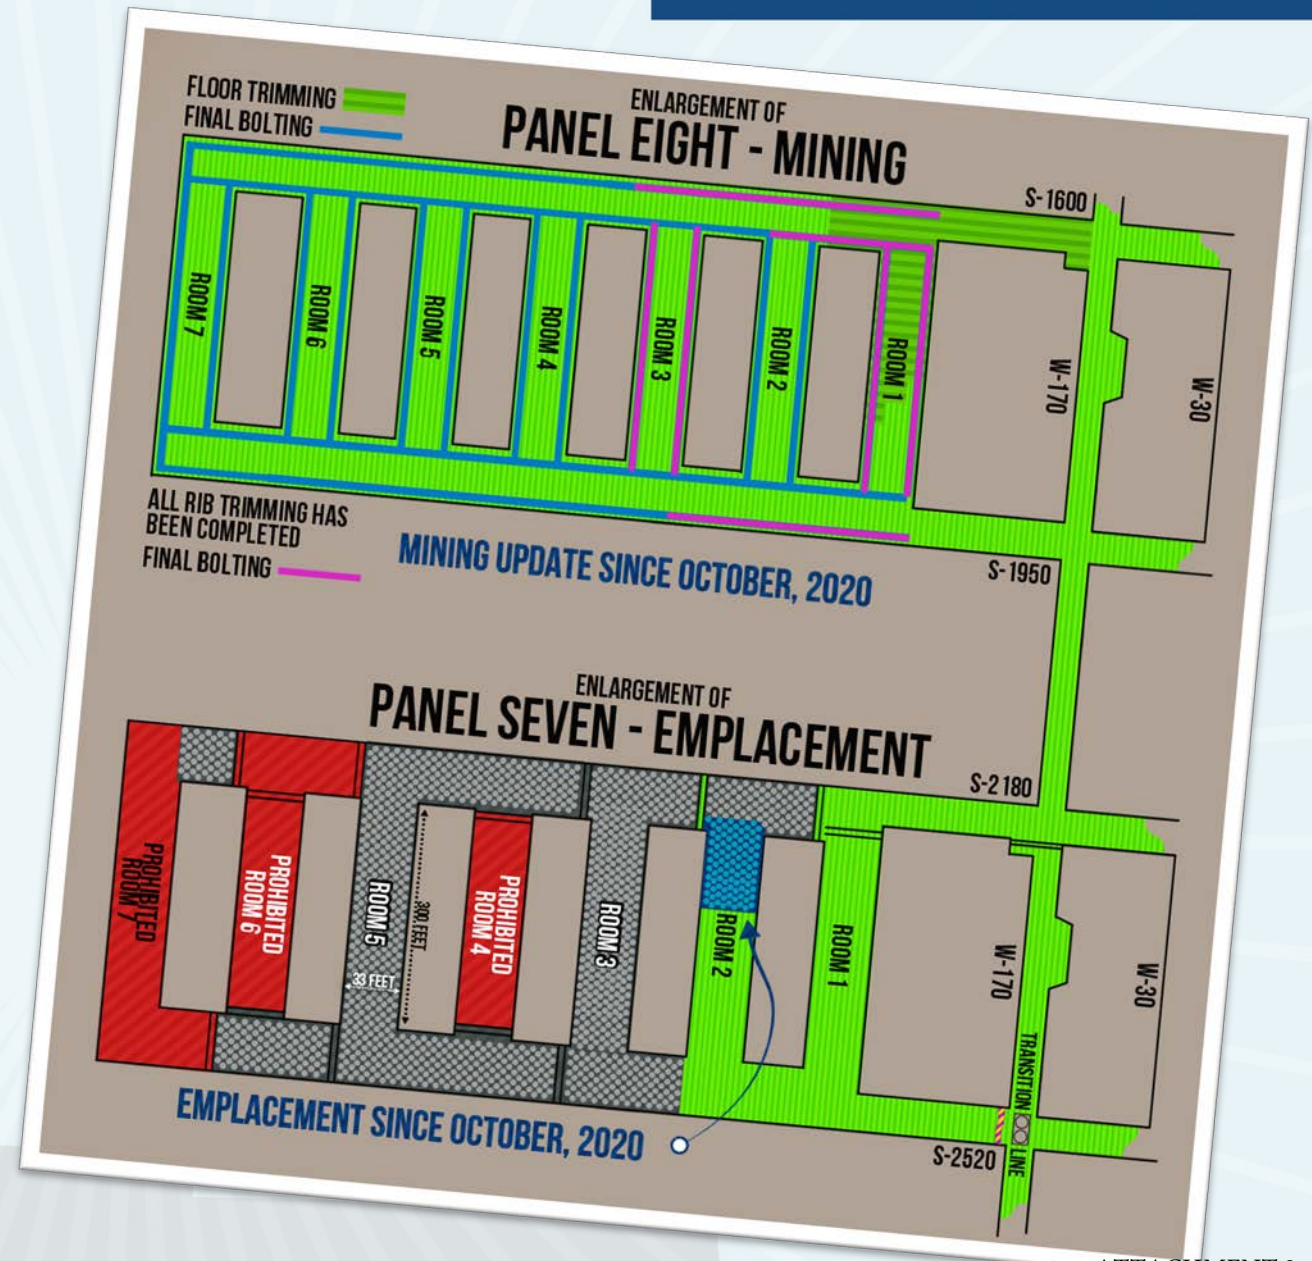 FLOOR TRIMMING
FINAL BOLTING
ENLARGEMENT OF
PANEL EIGHT - MINING
S-1600
ROOM 7
ROOM 6
ROOM 5
ROOM 4
ROOM 3
ROOM 2
ROOM 1
W-170
W-30
ALL RIB TRIMMING HAS
BEEN COMPLETED
FINAL BOLTING
MINING UPDATE SINCE OCTOBER, 2020
S-1950
ENLARGEMENT OF
PANEL SEVEN - EMPLACEMENT
S-2180
PROHIBITED
ROOM 7
PROHIBITED
ROOM 6
ROOM 5
33 FEET
300 FEET
PROHIBITED
ROOM 4
ROOM 3
ROOM 2
ROOM 1
W-170
W-30
TRANSITION
LINE
EMPLACEMENT SINCE OCTOBER, 2020
S-2520